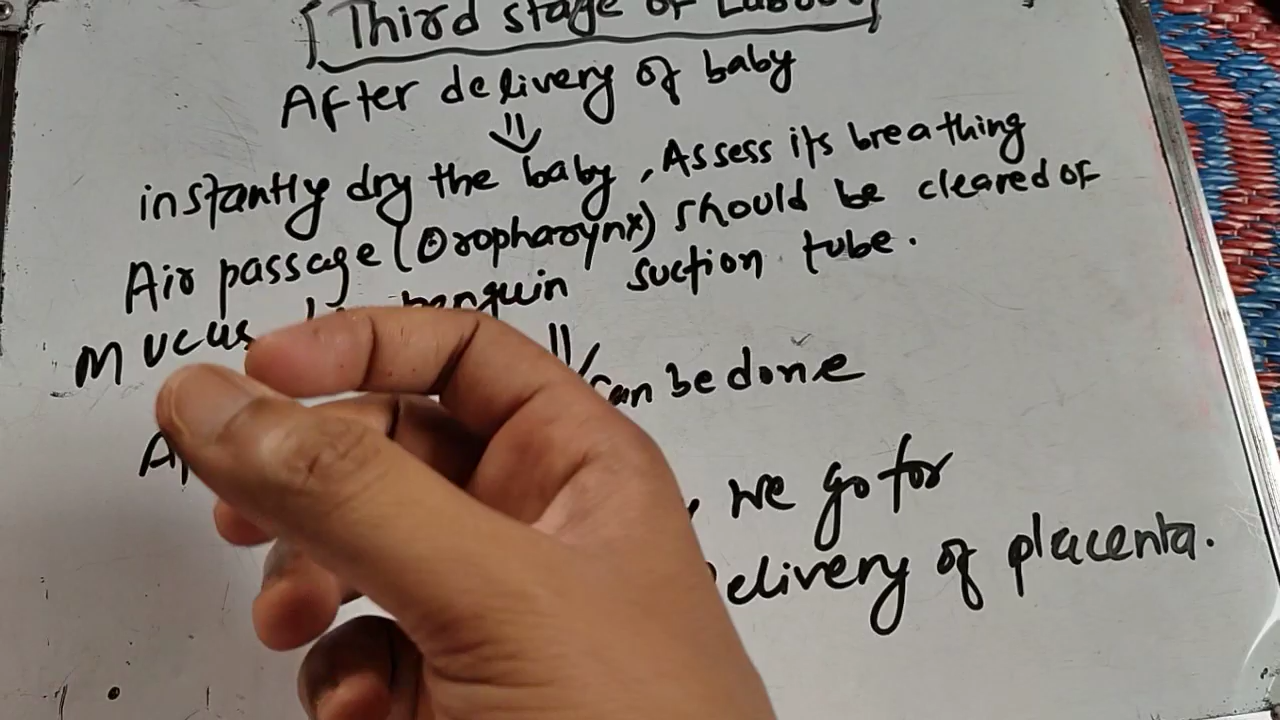 Third stage of Labour
After delivery of baby
instantly dry the baby, Assess its breathing
Air passage (Oropharynx) should be cleared of
Mucus penguin suction tube.
can be done
we go for
Delivery of placenta.